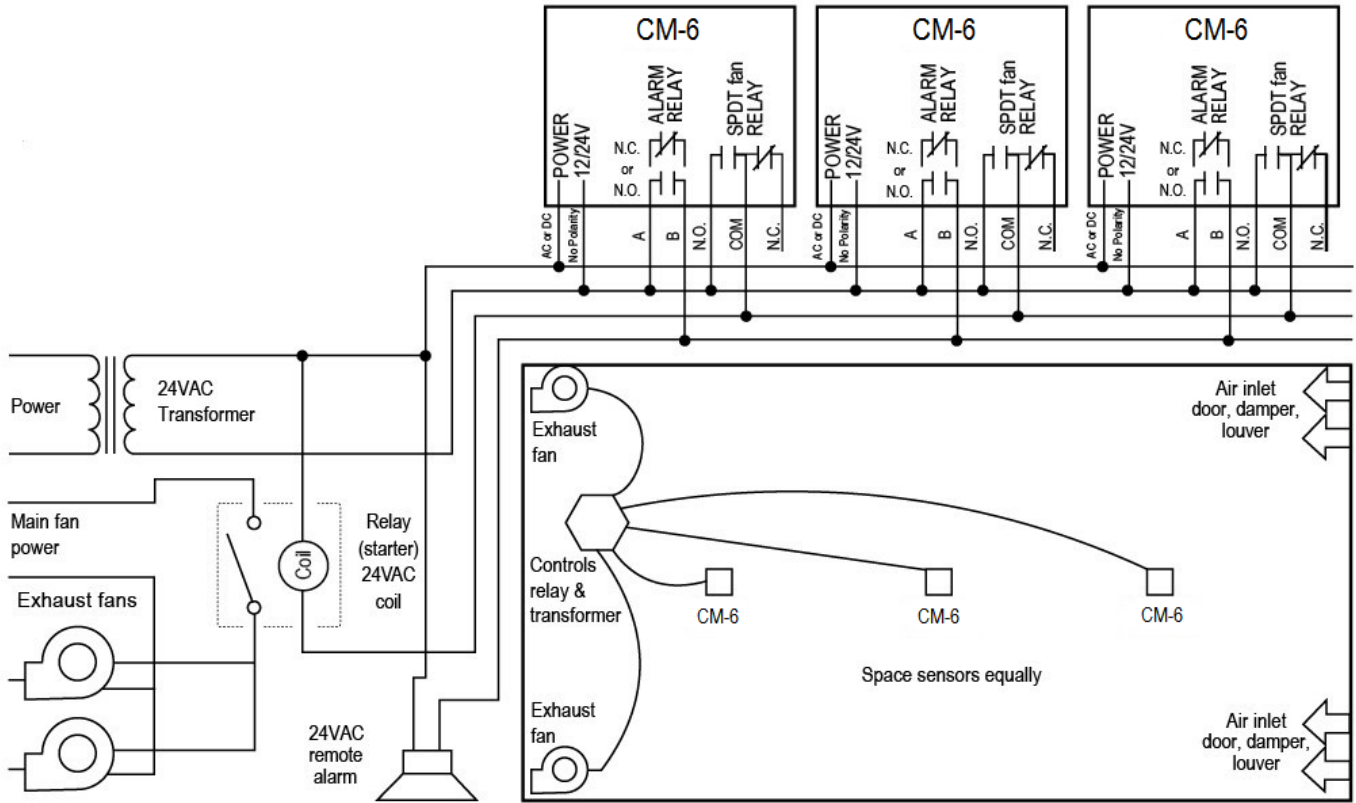 CM-6
POWER
12/24V
N.C.
or
N.O.
ALARM
RELAY
SPDT fan
RELAY
AC or DC
No Polarity
A
B
N.O.
COM
N.C.
CM-6
POWER
12/24V
N.C.
or
N.O.
ALARM
RELAY
SPDT fan
RELAY
AC or DC
No Polarity
A
B
N.O.
COM
N.C.
CM-6
POWER
12/24V
N.C.
or
N.O.
ALARM
RELAY
SPDT fan
RELAY
AC or DC
No Polarity
A
B
N.O.
COM
N.C.
Power
24VAC
Transformer
Main fan
power
Coil
Relay
(starter)
24VAC
coil
Exhaust fans
24VAC
remote
alarm
Exhaust
fan
Air inlet
door, damper,
louver
Controls
relay &
transformer
CM-6
CM-6
CM-6
Space sensors equally
Exhaust
fan
Air inlet
door, damper,
louver